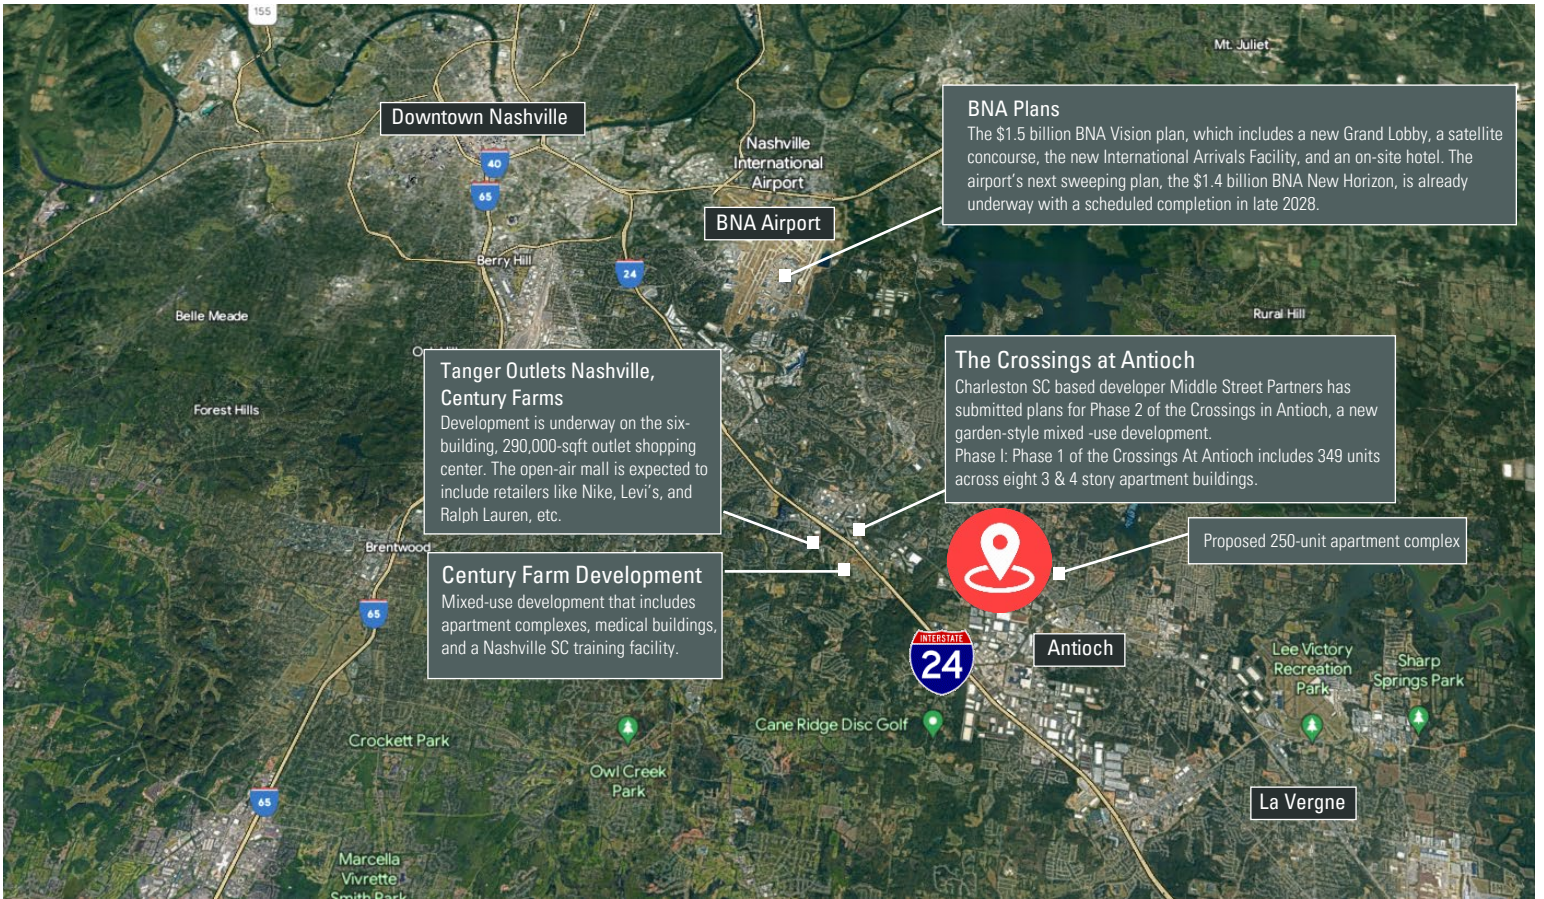 155
Mt. Juliet
Downtown Nashville
40
65
Nashville
International
Airport
BNA Airport
BNA Plans
The $1.5 billion BNA Vision plan, which includes a new Grand Lobby, a satellite
concourse, the new International Arrivals Facility, and an on-site hotel. The
airport's next sweeping plan, the $1.4 billion BNA New Horizon, is already
underway with a scheduled completion in late 2028.
Berry Hill
24
Belle Meade
Rural Hill
Forest Hills
Tanger Outlets Nashville,
Century Farms
Development is underway on the six-
building, 290,000-sqft outlet shopping
center. The open-air mall is expected to
include retailers like Nike, Levi's, and
Ralph Lauren, etc.
The Crossings at Antioch
Charleston SC based developer Middle Street Partners has
submitted plans for Phase 2 of the Crossings in Antioch, a new
garden-style mixed -use development.
Phase I: Phase 1 of the Crossings At Antioch includes 349 units
across eight 3 & 4 story apartment buildings.
Proposed 250-unit apartment complex
Brentwood
65
Century Farm Development
Mixed-use development that includes
apartment complexes, medical buildings,
and a Nashville SC training facility.
INTERSTATE
24
Antioch
Lee Victory
Recreation
Park
Sharp
Springs Park
Cane Ridge Disc Golf
Crockett Park
Owl Creek
Park
65
La Vergne
Marcella
Vivrette
Smith Park